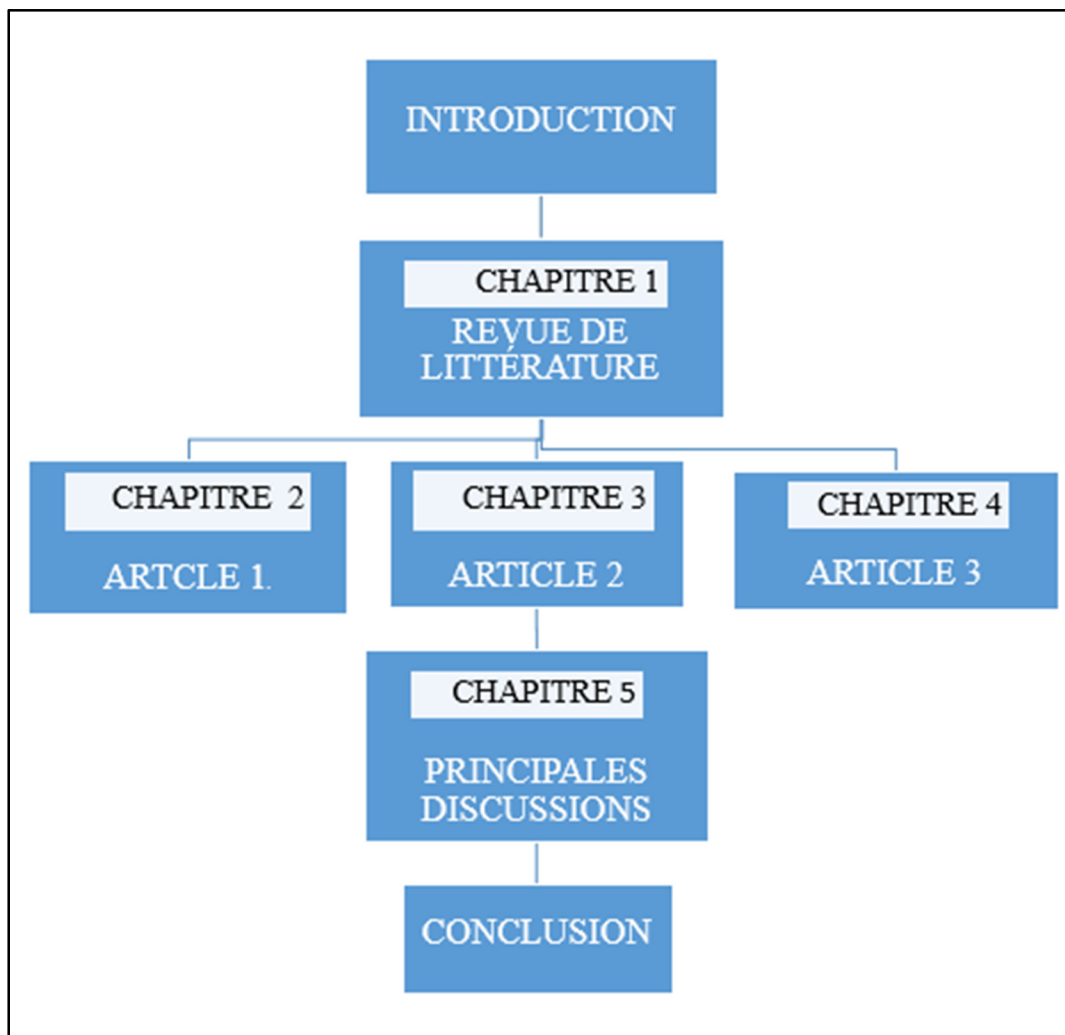 INTRODUCTION
CHAPITRE 1
REVUE DE
LITTÉRATURE
CHAPITRE 2
ARTCLE 1.
CHAPITRE 3
ARTICLE 2
CHAPITRE 4
ARTICLE 3
CHAPITRE 5
PRINCIPALES
DISCUSSIONS
CONCLUSION